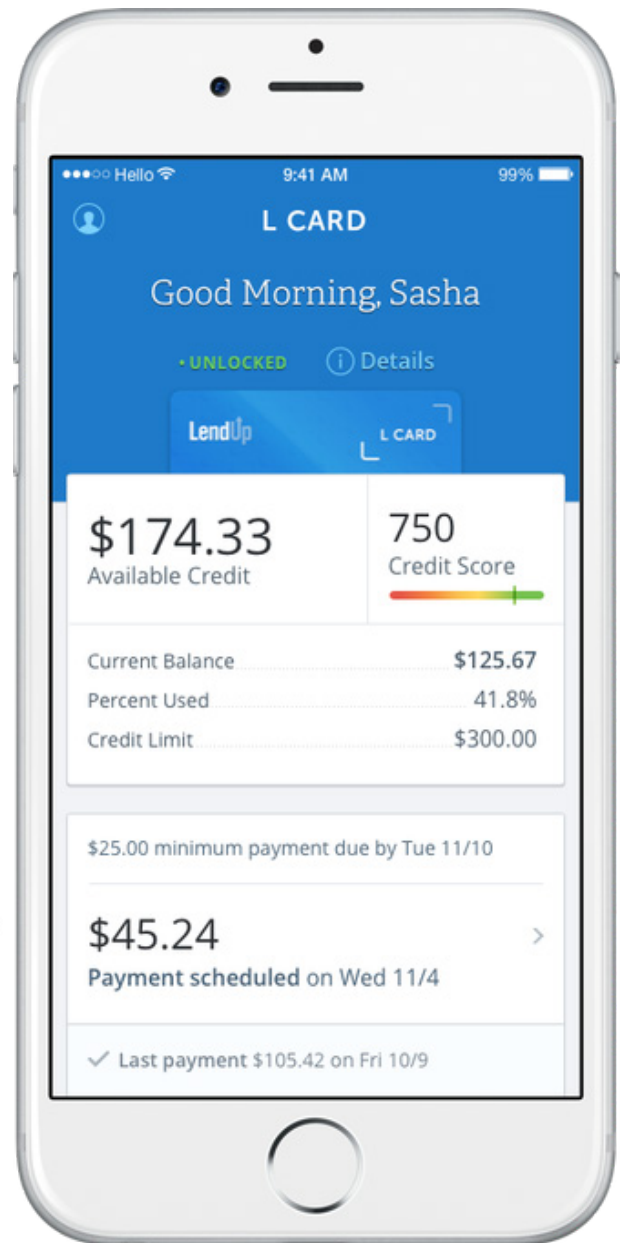 Hello 9:41 AM 99%
L CARD
Good Morning, Sasha
• UNLOCKED i Details
LendUp L CARD
$174.33 750
Available Credit Credit Score
Current Balance $125.67
Percent Used 41.8%
Credit Limit $300.00
$25.00 minimum payment due by Tue 11/10
$45.24
Payment scheduled on Wed 11/4
Last payment $105.42 on Fri 10/9